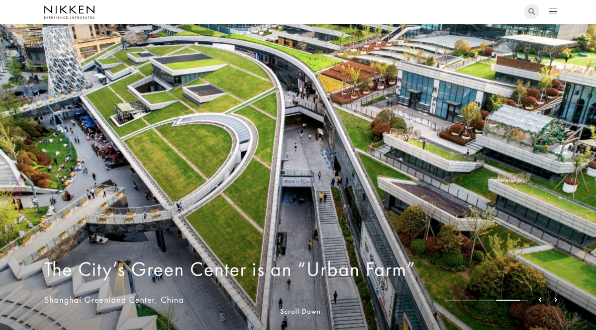 NIKKEN
EXPERIENCE, INTEGRATED
The City's Green Center is an “Urban Farm”
Shanghai Greenland Center, China
Scroll Down